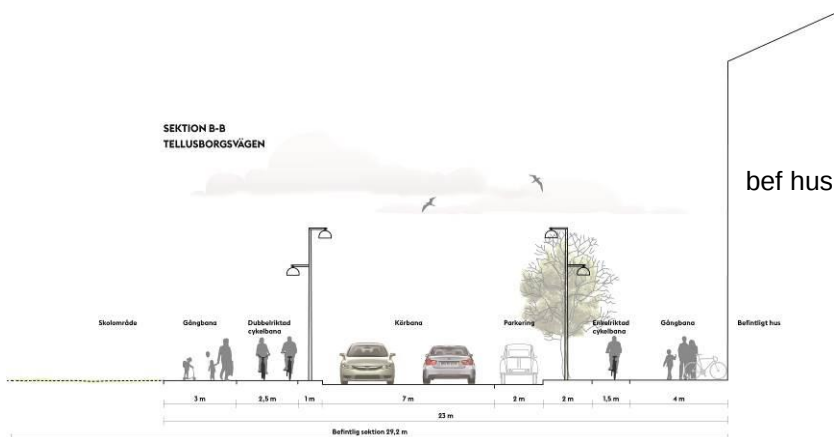 SEKTION B-B
TELLUSBORGSVÄGEN
bef hus
Skolområde
Gångbana
Dubbelriktad
cykelbana
Körbana
Parkering
Enkelriktad
cykelbana
Gångbana
Befintligt hus
3 m
2,5 m
1 m
7 m
2 m
2 m
1,5 m
4 m
23 m
Befintlig sektion 29,2 m